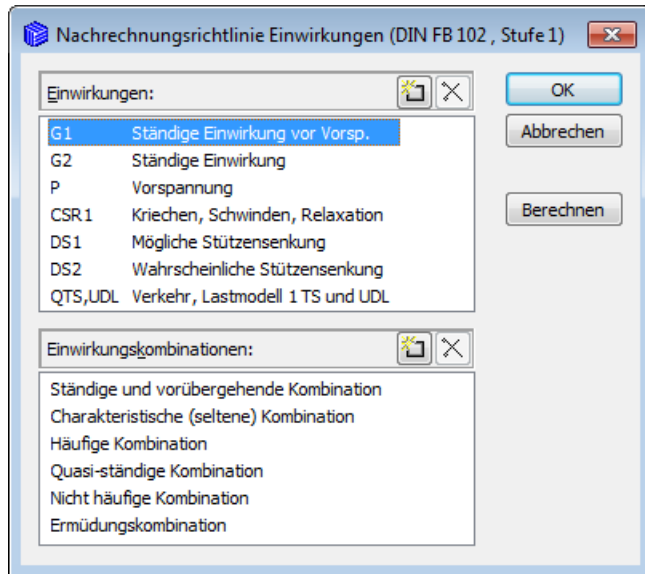 Nachrechnungsrichtlinie Einwirkungen (DIN FB 102 , Stufe 1)
Einwirkungen:
OK
Abbrechen
Berechnen
G1 Ständige Einwirkung vor Vorsp.
G2 Ständige Einwirkung
P Vorspannung
CSR1 Kriechen, Schwinden, Relaxation
DS1 Mögliche Stützensenkung
DS2 Wahrscheinliche Stützensenkung
QTS,UDL Verkehr, Lastmodell 1 TS und UDL
Einwirkungskombinationen:
Ständige und vorübergehende Kombination
Charakteristische (seltene) Kombination
Häufige Kombination
Quasi-ständige Kombination
Nicht häufige Kombination
Ermüdungskombination